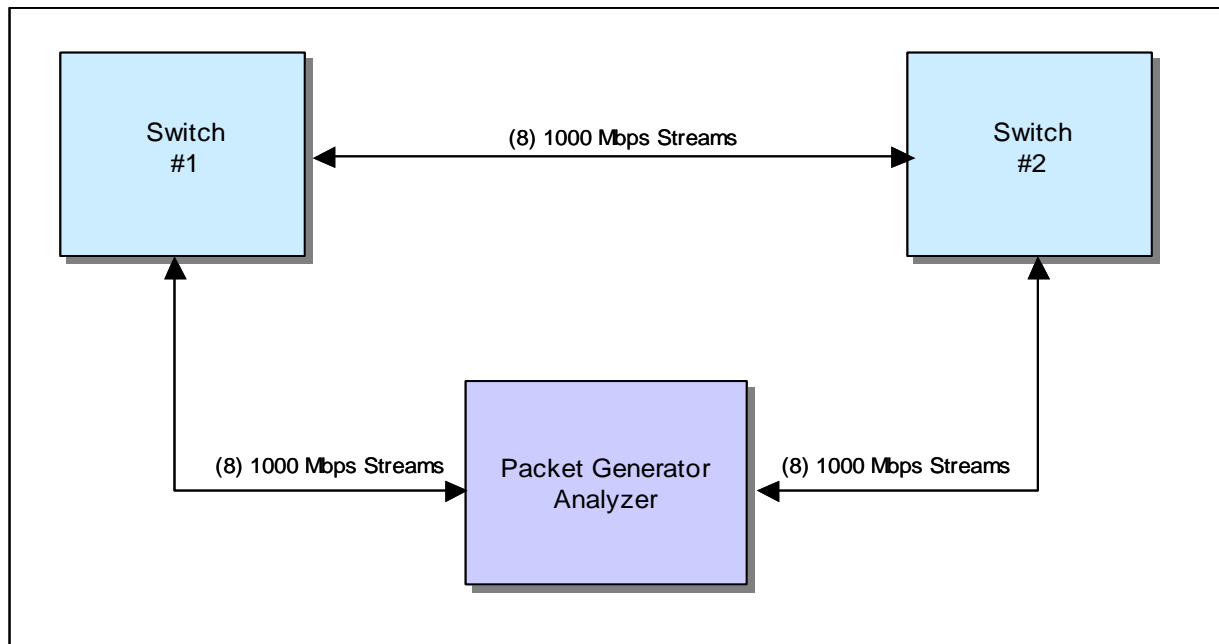 Switch
#1
(8) 1000 Mbps Streams
Switch
#2
(8) 1000 Mbps Streams
Packet Generator
Analyzer
(8) 1000 Mbps Streams